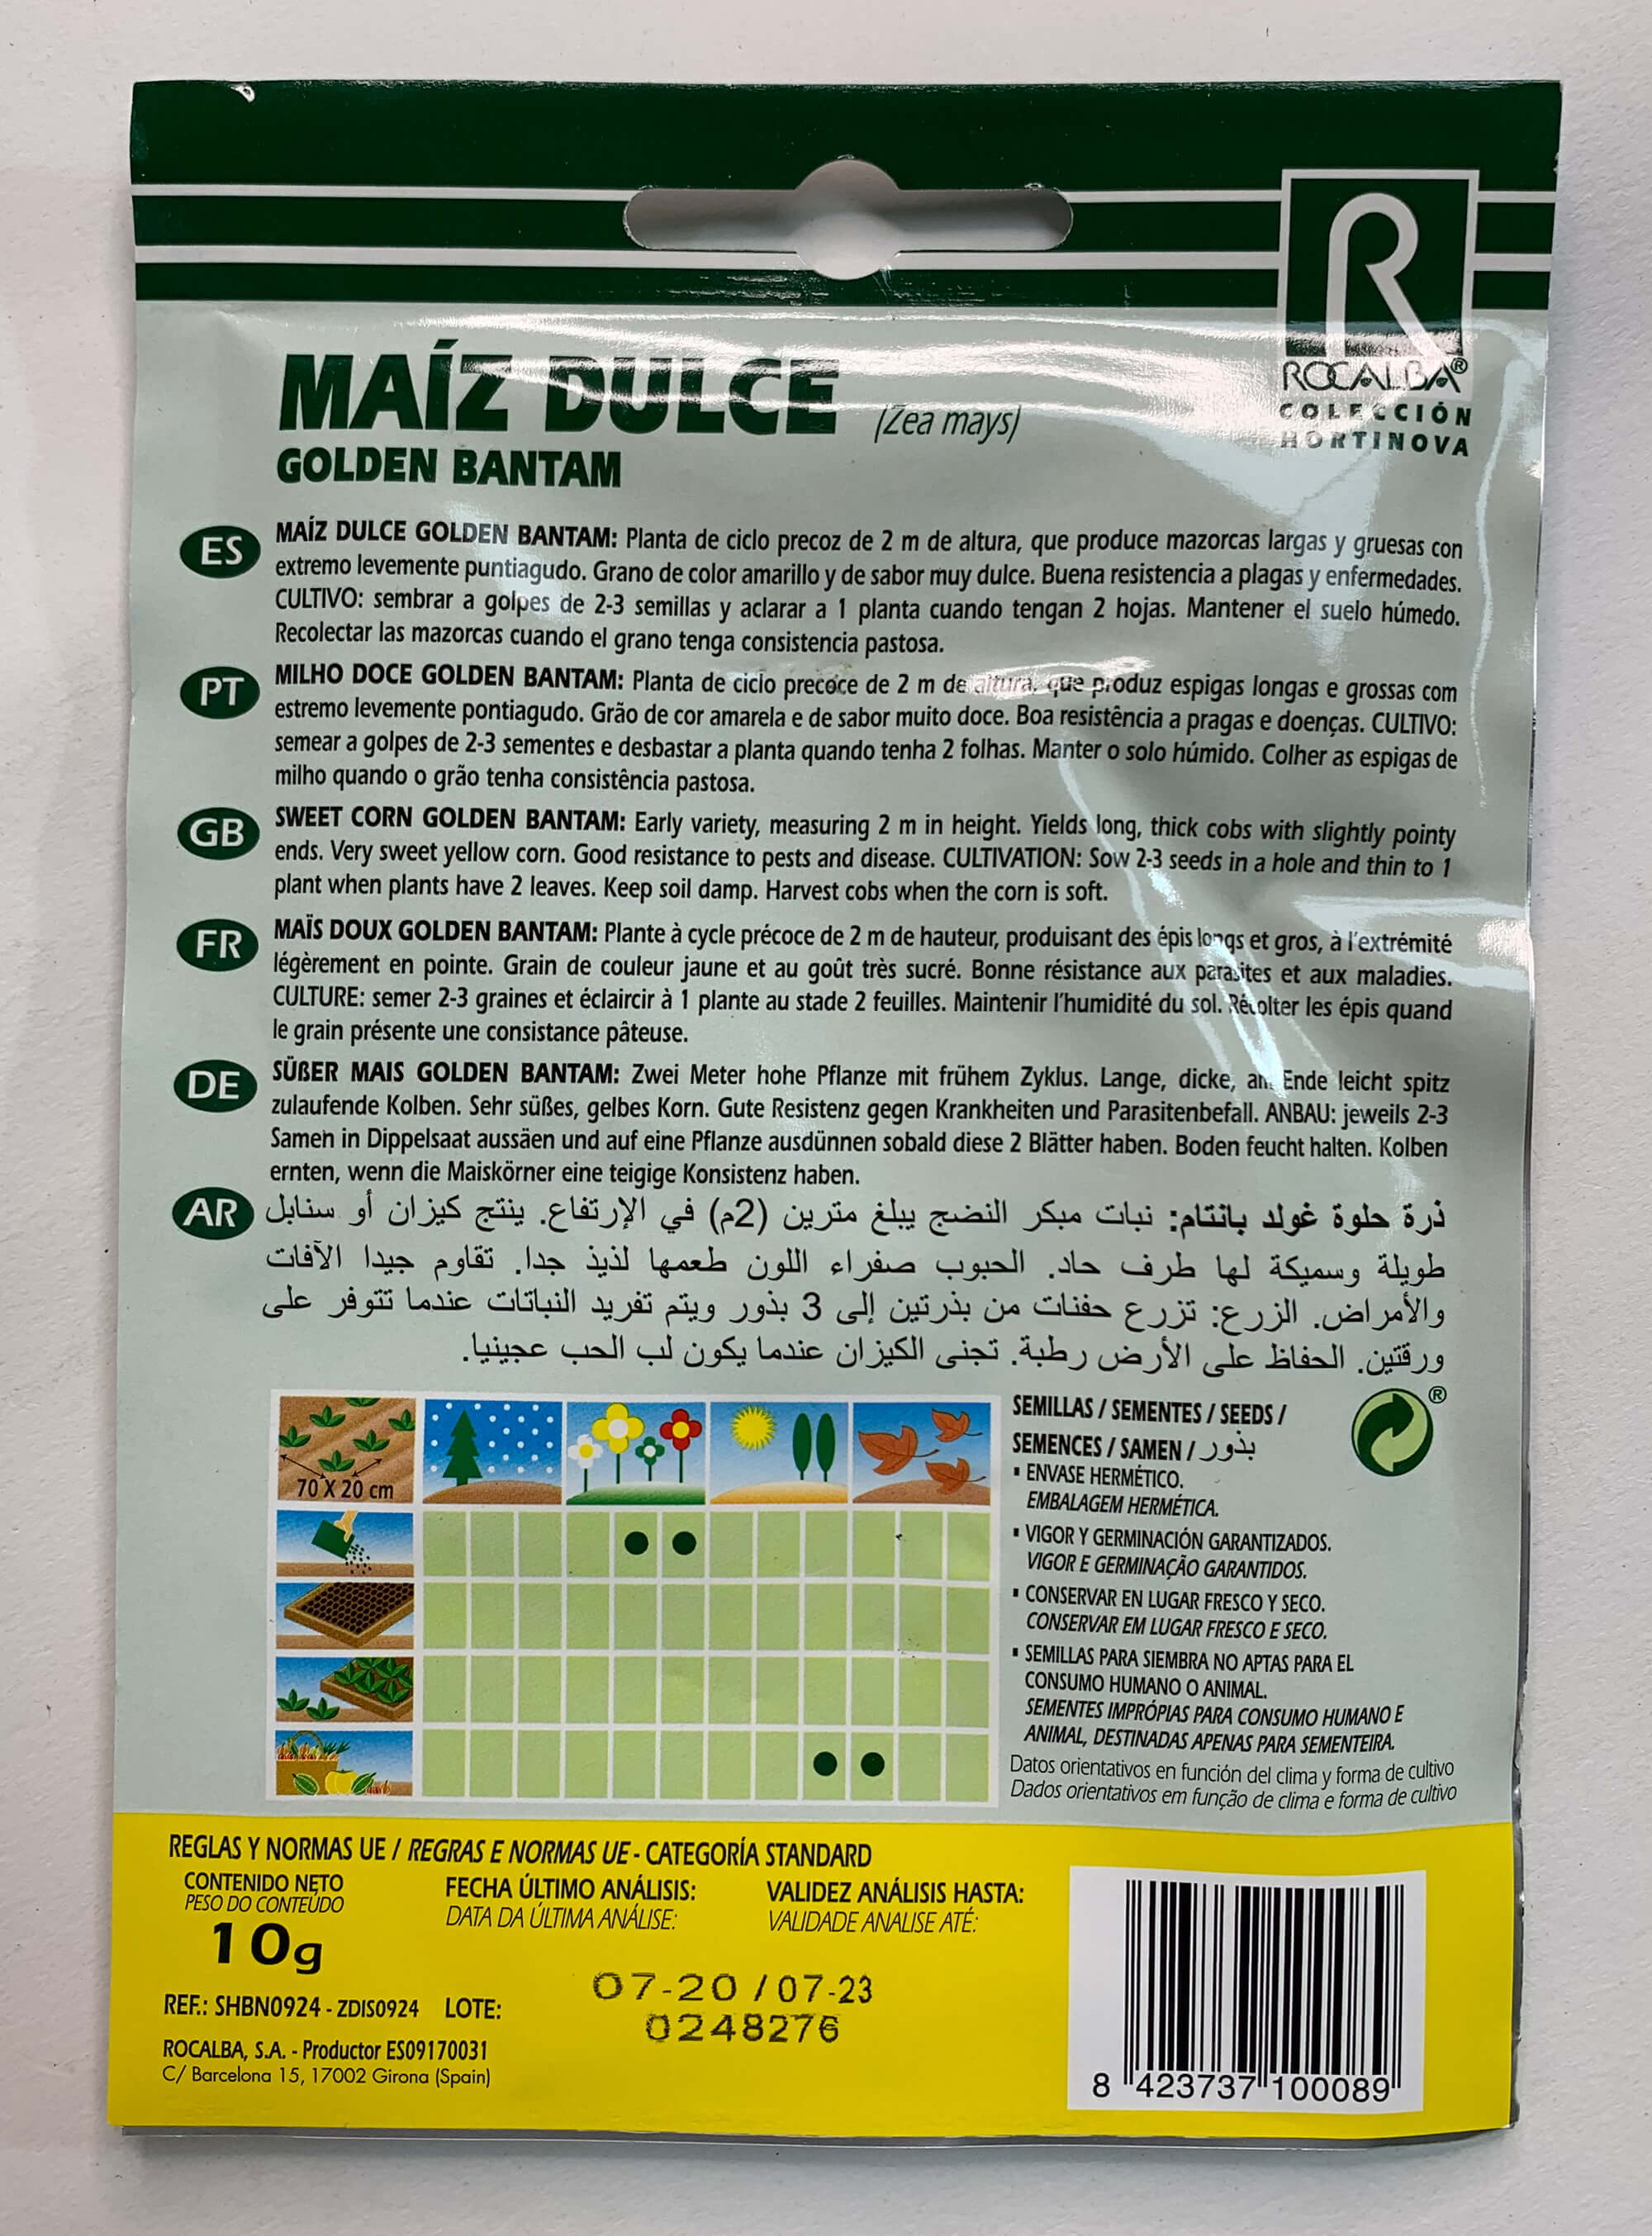 R
ROCALBA®
COLECCIÓN
HORTINOVA
MAÍZ DULCE (Zea mays)
GOLDEN BANTAM
ES
MAÍZ DULCE GOLDEN BANTAM: Planta de ciclo precoz de 2 m de altura, que produce mazorcas largas y gruesas con
extremo levemente puntiagudo. Grano de color amarillo y de sabor muy dulce. Buena resistencia a plagas y enfermedades.
CULTIVO: sembrar a golpes de 2-3 semillas y aclarar a 1 planta cuando tengan 2 hojas. Mantener el suelo húmedo.
Recolectar las mazorcas cuando el grano tenga consistencia pastosa.
PT
MILHO DOCE GOLDEN BANTAM: Planta de ciclo precoce de 2 m de altura, que produz espigas longas e grossas com
estremo levemente pontiagudo. Grão de cor amarela e de sabor muito doce. Boa resistência a pragas e doenças. CULTIVO:
semear a golpes de 2-3 sementes e desbastar a planta quando tenha 2 folhas. Manter o solo húmido. Colher as espigas de
milho quando o grão tenha consistência pastosa.
GB
SWEET CORN GOLDEN BANTAM: Early variety, measuring 2 m in height. Yields long, thick cobs with slightly pointy
ends. Very sweet yellow corn. Good resistance to pests and disease. CULTIVATION: Sow 2-3 seeds in a hole and thin to 1
plant when plants have 2 leaves. Keep soil damp. Harvest cobs when the corn is soft.
FR
MAÏS DOUX GOLDEN BANTAM: Plante à cycle précoce de 2 m de hauteur, produisant des épis longs et gros, à l'extrémité
légèrement en pointe. Grain de couleur jaune et au goût très sucré. Bonne résistance aux parasites et aux maladies.
CULTURE: semer 2-3 graines et éclaircir à 1 plante au stade 2 feuilles. Maintenir l'humidité du sol. Récolter les épis quand
le grain présente une consistance pâteuse.
DE
SÜßER MAIS GOLDEN BANTAM: Zwei Meter hohe Pflanze mit frühem Zyklus. Lange, dicke, am Ende leicht spitz
zulaufende Kolben. Sehr süßes, gelbes Korn. Gute Resistenz gegen Krankheiten und Parasitenbefall. ANBAU: jeweils 2-3
Samen in Dippelsaat aussäen und auf eine Pflanze ausdünnen sobald diese 2 Blätter haben. Boden feucht halten. Kolben
ernten, wenn die Maiskörner eine teigige Konsistenz haben.
AR
ذرة حلوة غولد بانتام: نبات مبكر النضج يبلغ مترين (2م) في الإرتفاع. ينتج كيزان أو سنابل
طويلة وسميكة لها طرف حاد. الحبوب صفراء اللون طعمها لذيذ جدا. تقاوم جيدا الآفات
والأمراض. الزرع: تزرع حفنات من بذرتين إلى 3 بذور ويتم تفريد النباتات عندما تتوفر على
ورقتين. الحفاظ على الأرض رطبة. تجنى الكيزان عندما يكون لب الحب عجينيا.
70 X 20 cm
SEMILLAS / SEMENTES / SEEDS /
SEMENCES / SAMEN / بذور
®
▪ ENVASE HERMÉTICO.
EMBALAGEM HERMÉTICA.
▪ VIGOR Y GERMINACIÓN GARANTIZADOS.
VIGOR E GERMINAÇÃO GARANTIDOS.
▪ CONSERVAR EN LUGAR FRESCO Y SECO.
CONSERVAR EM LUGAR FRESCO E SECO.
▪ SEMILLAS PARA SIEMBRA NO APTAS PARA EL
CONSUMO HUMANO O ANIMAL.
SEMENTES IMPRÓPIAS PARA CONSUMO HUMANO E
ANIMAL, DESTINADAS APENAS PARA SEMENTEIRA.
Datos orientativos en función del clima y forma de cultivo
Dados orientativos em função de clima e forma de cultivo
REGLAS Y NORMAS UE / REGRAS E NORMAS UE - CATEGORÍA STANDARD
CONTENIDO NETO
PESO DO CONTEÚDO
10g
FECHA ÚLTIMO ANÁLISIS:
DATA DA ÚLTIMA ANÁLISE:
VALIDEZ ANÁLISIS HASTA:
VALIDADE ANALISE ATÉ:
07-20 / 07-23
REF.: SHBN0924 - ZDIS0924 LOTE:
0248276
ROCALBA, S.A. - Productor ES09170031
C/ Barcelona 15, 17002 Girona (Spain)
8 423737 100089